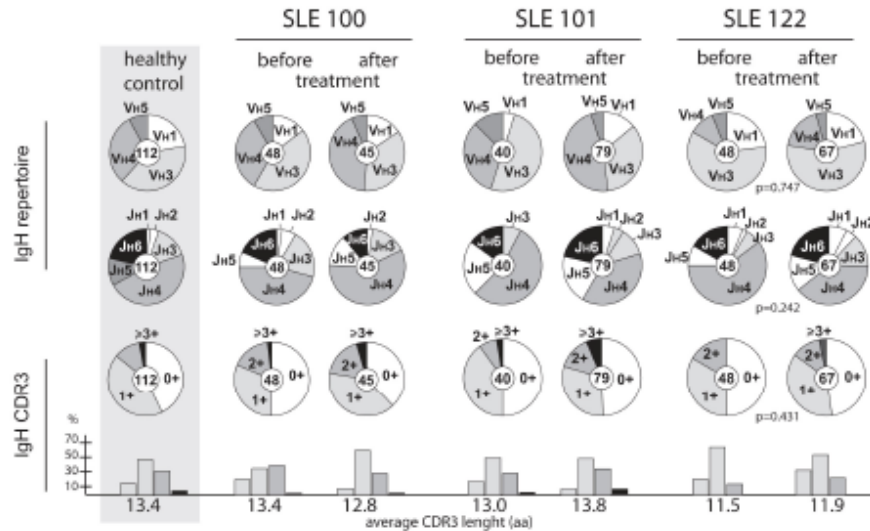 SLE 100 SLE 101 SLE 122
healthy control before after treatment before after treatment before after treatment
IgH repertoire
VH5 VH1 VH4 112 VH3 VH5 VH1 VH4 48 VH3 VH5 VH1 VH4 45 VH3 VH5 VH1 VH4 40 VH3 VH5 VH1 VH4 79 VH3 VH5 VH4 VH1 48 VH3 VH5 VH4 VH1 67 VH3
p=0.747
JH1 JH2 JH6 JH3 JH5 112 JH4 JH1 JH2 JH6 JH3 JH5 48 JH4 JH2 JH6 JH3 JH5 45 JH4 JH3 JH6 40 JH5 JH4 JH1 JH2 JH6 JH3 JH5 79 JH4 JH1 JH2 JH6 JH3 JH5 48 JH4 JH1 JH2 JH6 JH3 JH5 67 JH4
p=0.242
IgH CDR3
≥3+ 112 0+ 1+ ≥3+ 2+ 48 0+ 1+ ≥3+ 2+ 45 0+ 1+ 2+ ≥3+ 40 0+ 1+ ≥3+ 2+ 79 0+ 1+ 2+ 48 0+ 1+ ≥3+ 2+ 67 0+ 1+
p=0.431
%
70
50
30
10
13.4 13.4 12.8 13.0 13.8 11.5 11.9
average CDR3 lenght (aa)